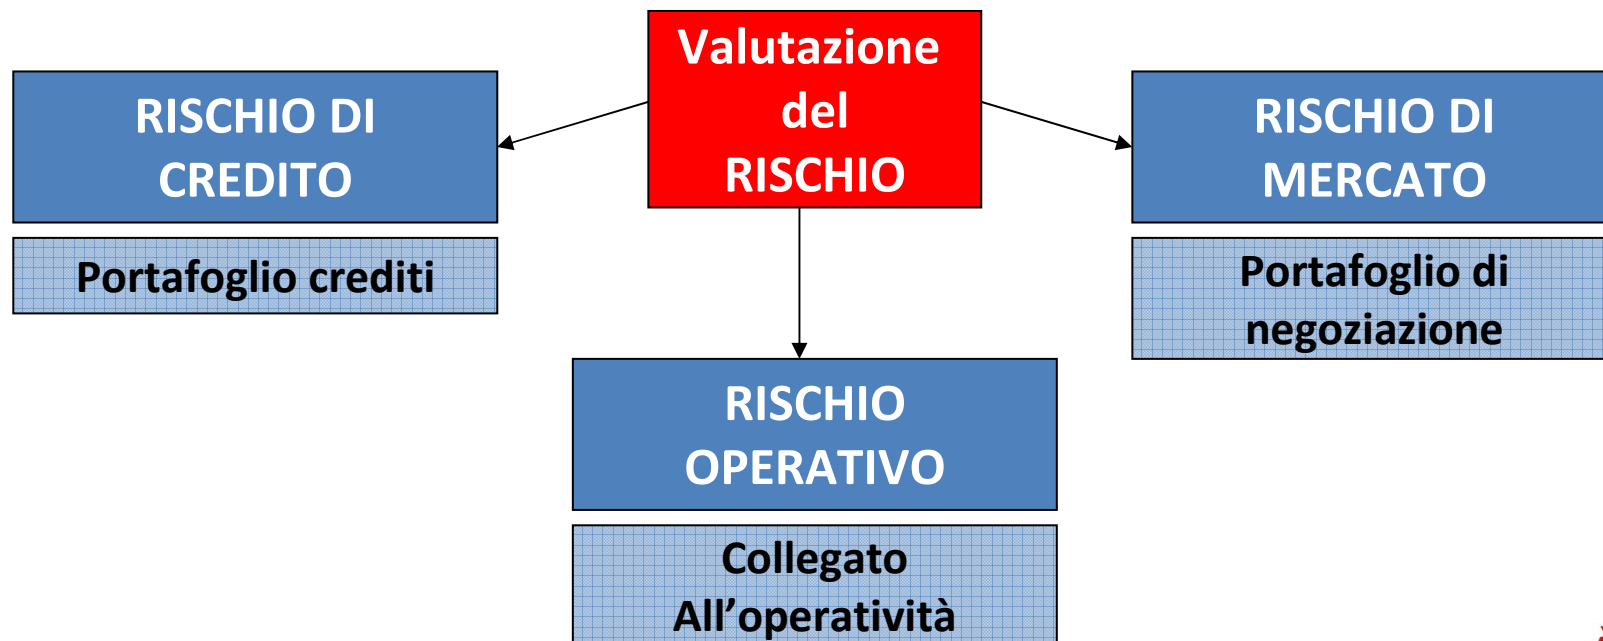 Valutazione
del
RISCHIO
RISCHIO DI
CREDITO
Portafoglio crediti
RISCHIO DI
MERCATO
Portafoglio di
negoziazione
RISCHIO
OPERATIVO
Collegato
All’operatività